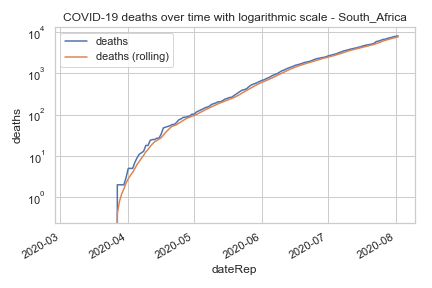 COVID-19 deaths over time with logarithmic scale - South_Africa
10⁴
deaths
deaths (rolling)
10³
10²
10¹
10⁰
deaths
2020-03
2020-04
2020-05
2020-06
2020-07
2020-08
dateRep